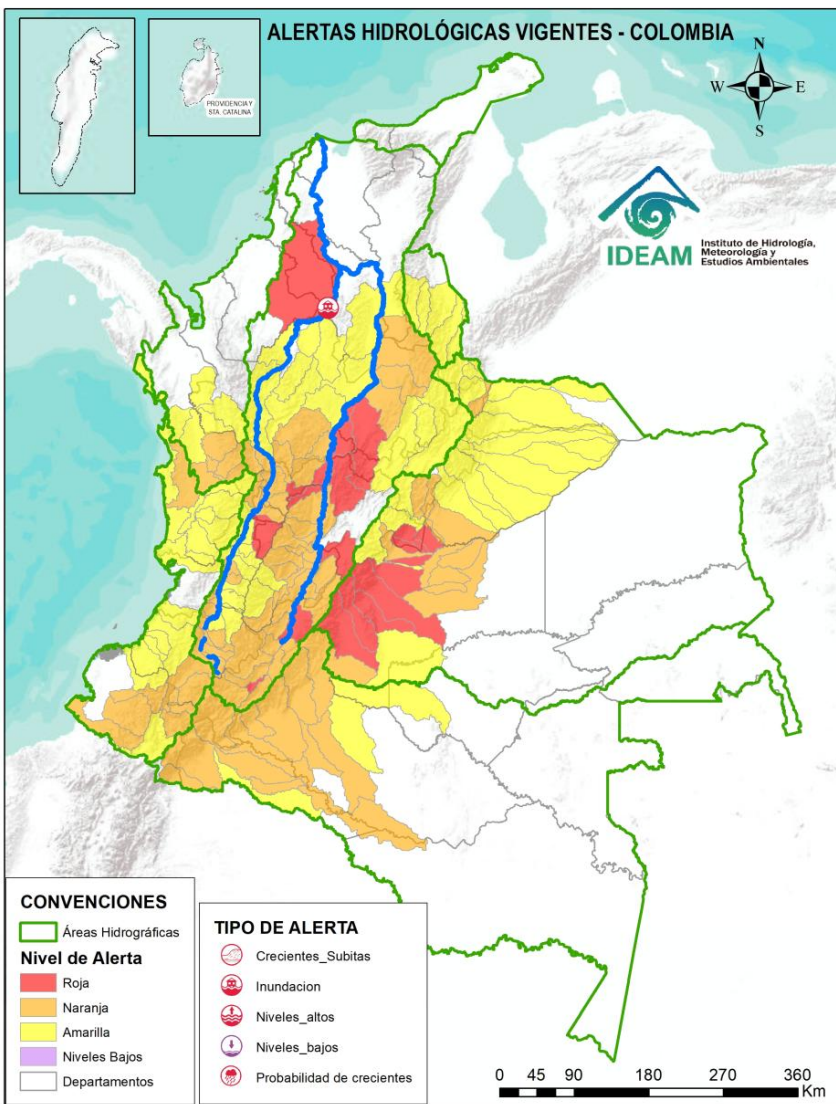 ALERTAS HIDROLÓGICAS VIGENTES - COLOMBIA
PROVIDENCIA Y
STA. CATALINA
N
W
E
S
IDEAM
Instituto de Hidrología,
Meteorología y
Estudios Ambientales
CONVENCIONES
Áreas Hidrográficas
Nivel de Alerta
Roja
Naranja
Amarilla
Niveles Bajos
Departamentos
TIPO DE ALERTA
Crecientes_Subitas
Inundacion
Niveles_altos
Niveles_bajos
Probabilidad de crecientes
0 45 90 180 270 360
Km